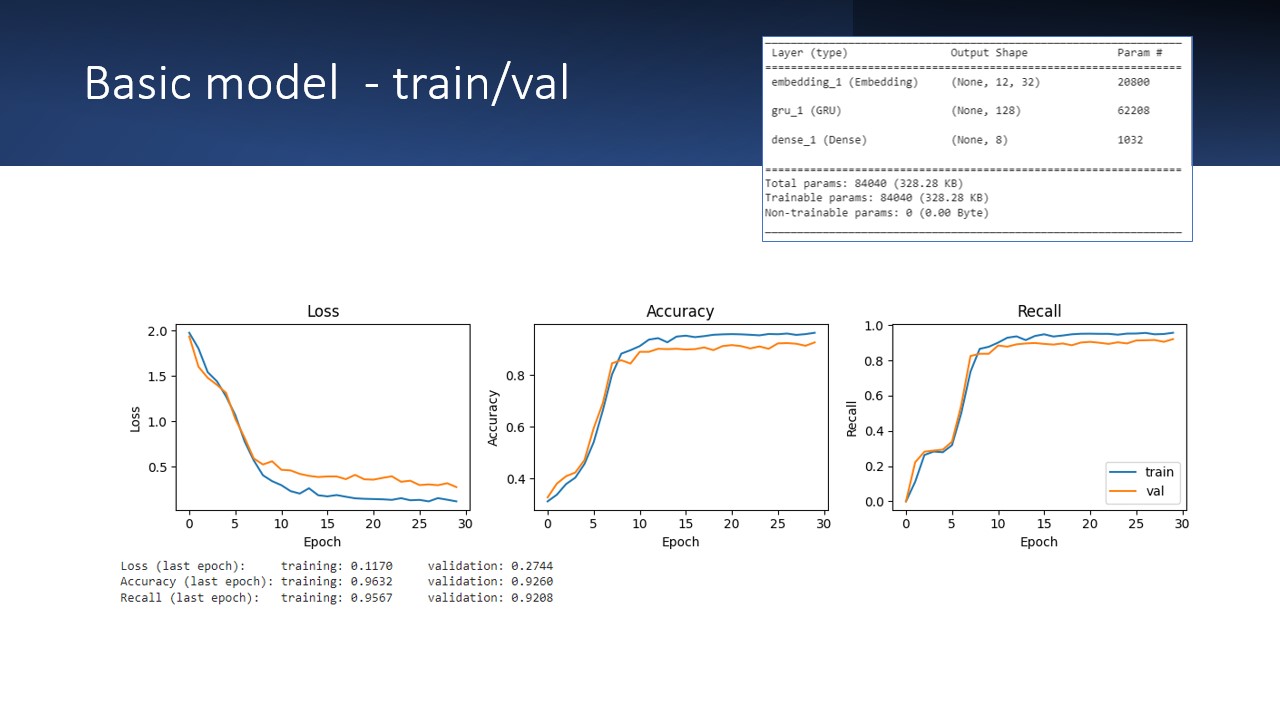 Basic model  - train/val
Layer (type)                Output Shape              Param #
embedding_1 (Embedding)     (None, 12, 32)            20800
gru_1 (GRU)                 (None, 128)               62208
dense_1 (Dense)             (None, 8)                 1032
Total params: 84040 (328.28 KB)
Trainable params: 84040 (328.28 KB)
Non-trainable params: 0 (0.00 Byte)
Loss
2.0
1.5
1.0
0.5
Loss
0 5 10 15 20 25 30
Epoch
Accuracy
0.8
0.6
0.4
Accuracy
0 5 10 15 20 25 30
Epoch
Recall
1.0
0.8
0.6
0.4
0.2
0.0
Recall
train
val
0 5 10 15 20 25 30
Epoch
Loss (last epoch):     training: 0.1170     validation: 0.2744
Accuracy (last epoch): training: 0.9632     validation: 0.9260
Recall (last epoch):   training: 0.9567     validation: 0.9208